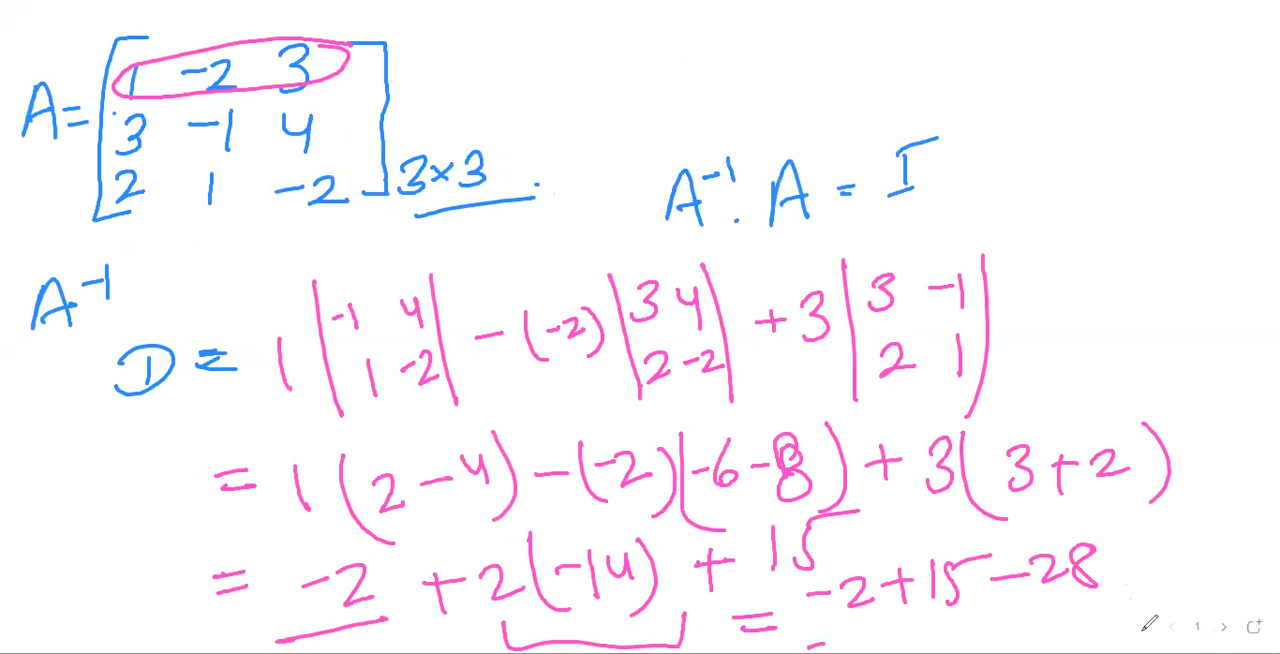 A = [ 1 -2 3
3 -1 4
2 1 -2 ] 3×3
A⁻¹ . A = I
A⁻¹
D = 1 | -1 4 | - (-2) | 3 4 | + 3 | 3 -1 |
| 1 -2 | | 2 -2 | | 2 1 |
= 1 ( 2 - 4 ) - (-2) ( -6 - 8 ) + 3 ( 3 + 2 )
= -2 + 2 ( -14 ) + 15 = -2 + 15 - 28
1